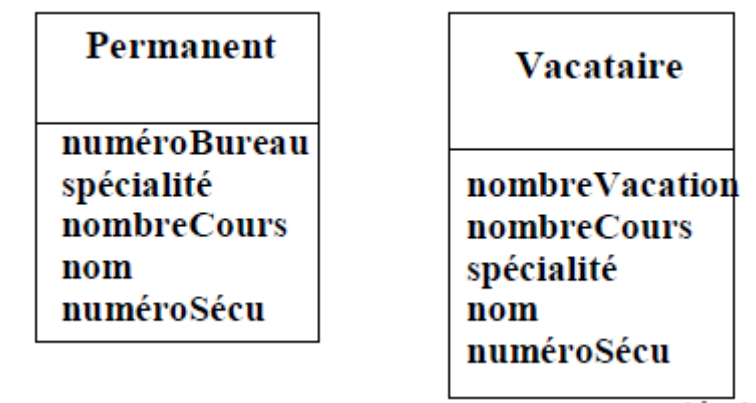 Permanent
numéroBureau
spécialité
nombreCours
nom
numéroSécu
Vacataire
nombreVacation
nombreCours
spécialité
nom
numéroSécu